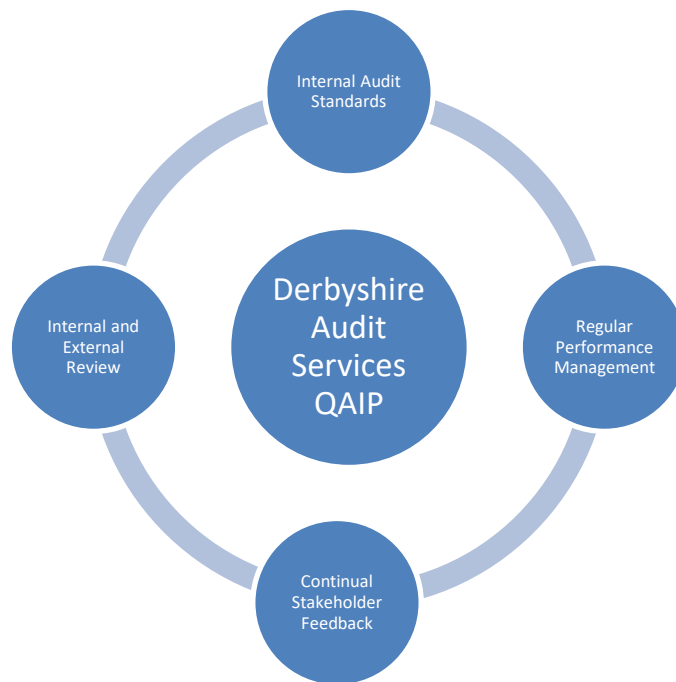 Internal Audit
Standards
Derbyshire
Audit
Services
QAIP
Internal and
External
Review
Regular
Performance
Management
Continual
Stakeholder
Feedback